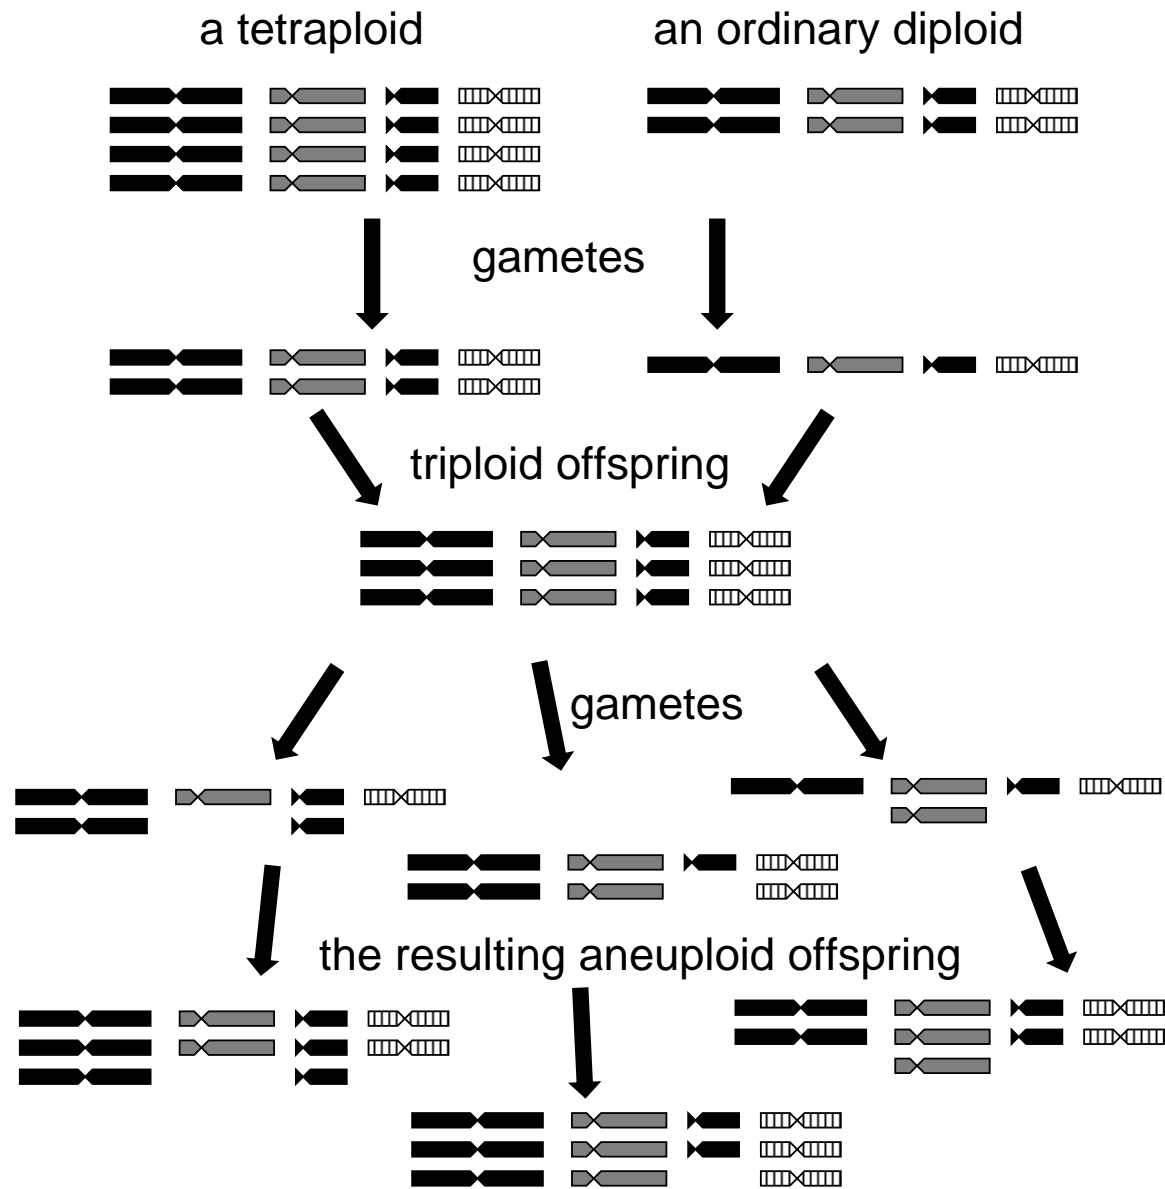 a tetraploid
an ordinary diploid
gametes
triploid offspring
gametes
the resulting aneuploid offspring